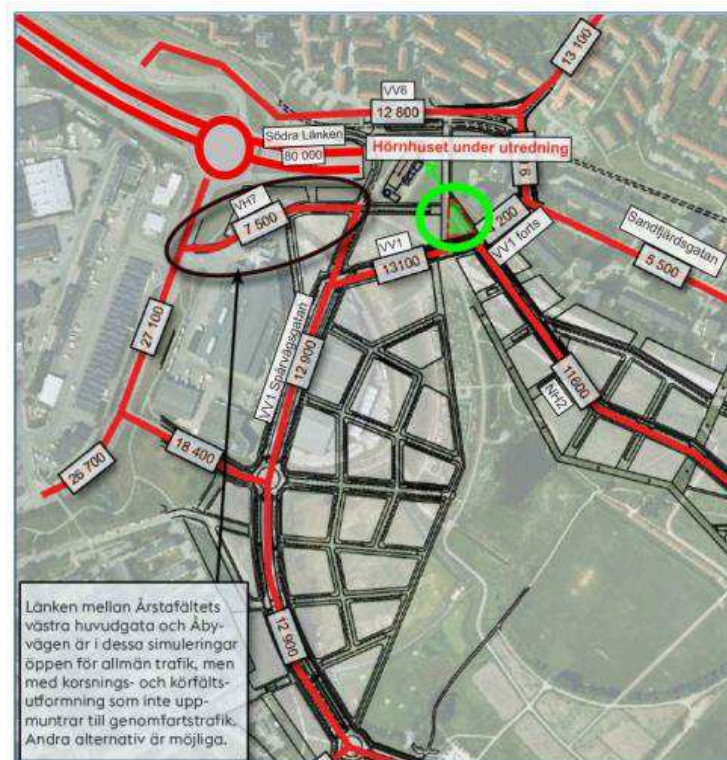 13 100
VV6
12 800
Södra Länken
80 000
Hörnhuset under utredning
VH7
7 500
200
VV1 forts
Sandfjärdsgatan
5 500
VV1
13100
27 100
VV1 Spårvägsgatan
12 900
11600
NH2
18 400
26 700
12 900
Länken mellan Årstafältets
västra huvudgata och Åby-
vägen är i dessa simuleringar
öppen för allmän trafik, men
med korsnings- och körfälts-
utformning som inte upp-
muntrar till genomfartstrafik.
Andra alternativ är möjliga.